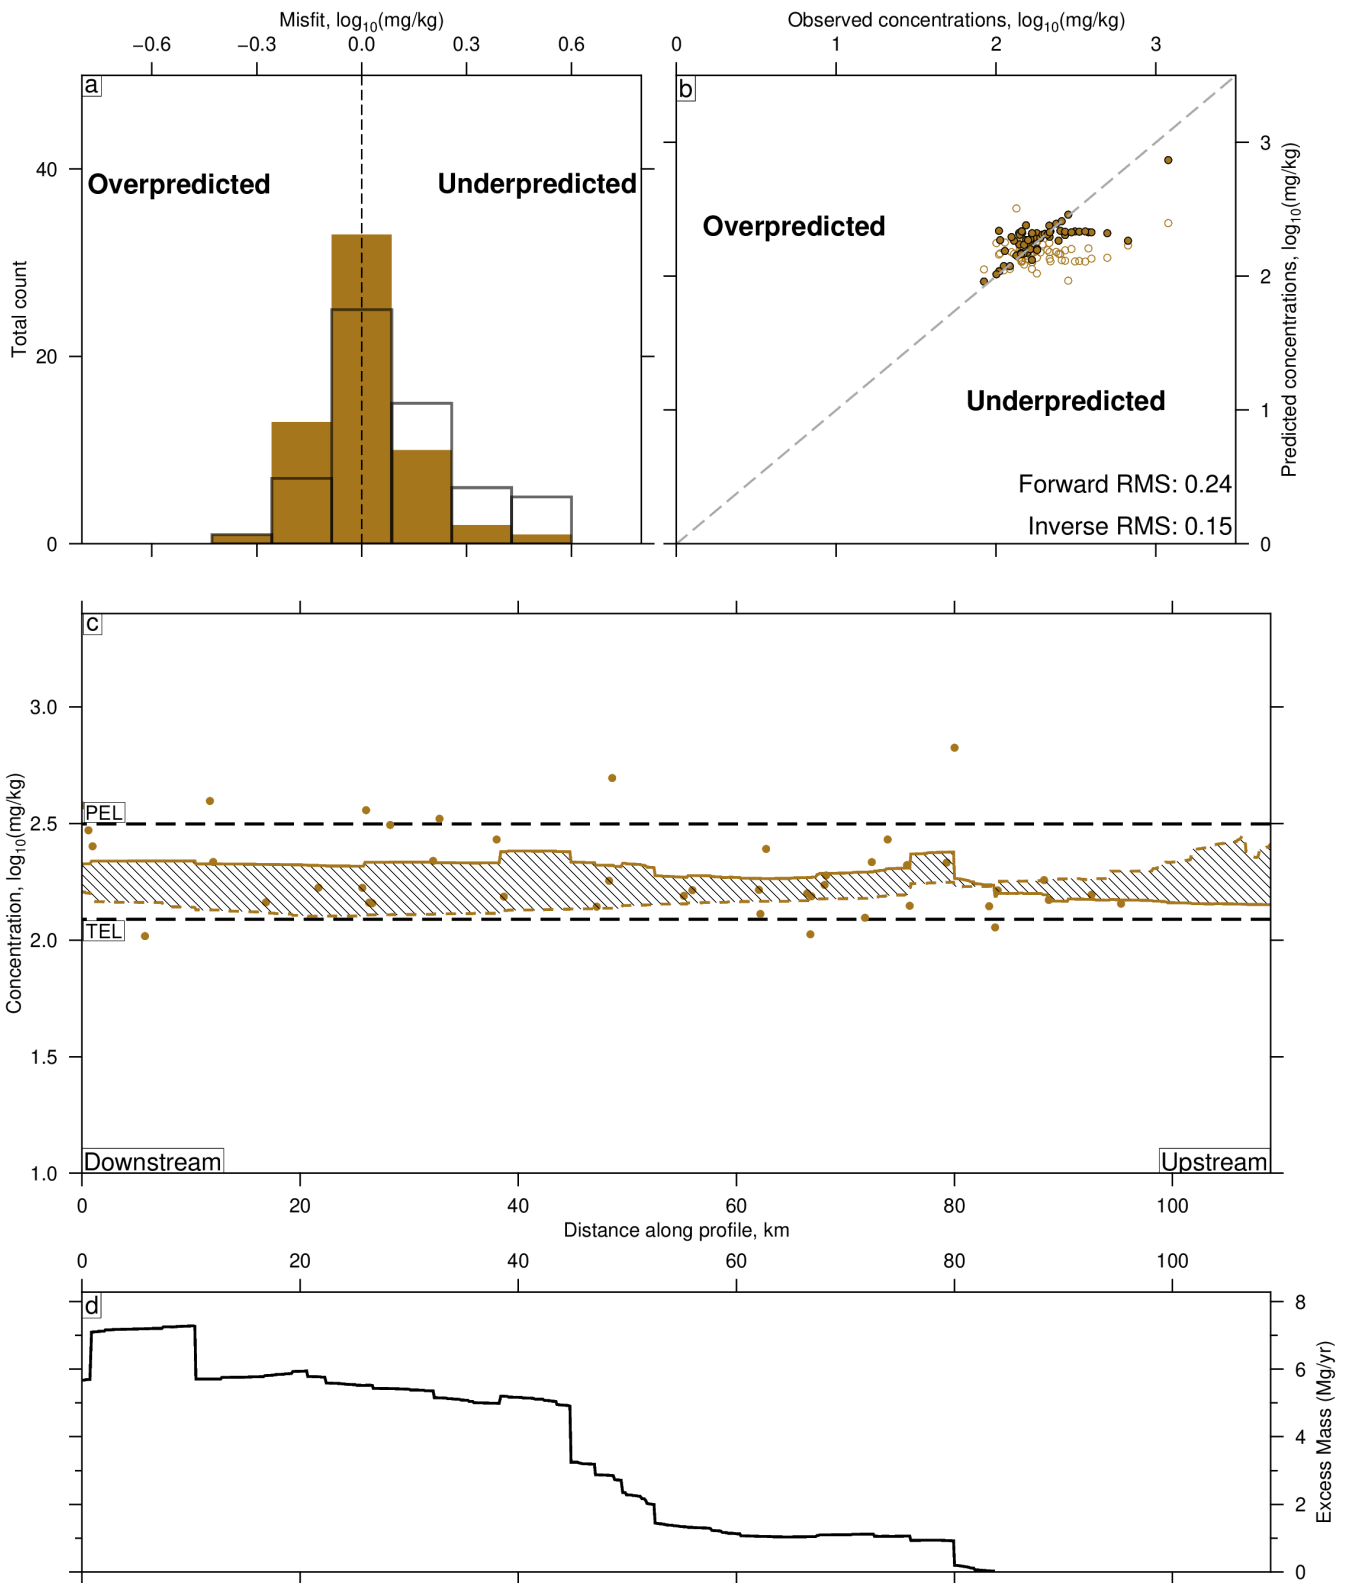 Misfit, log10(mg/kg)
−0.6 −0.3 0.0 0.3 0.6
a
Overpredicted Underpredicted
Total count
40
20
0
Observed concentrations, log10(mg/kg)
0 1 2 3
b
Overpredicted
Underpredicted
Forward RMS: 0.24
Inverse RMS: 0.15
3
2
1
0
Predicted concentrations, log10(mg/kg)
c
Concentration, log10(mg/kg)
3.0
2.5
2.0
1.5
1.0
PEL
TEL
Downstream Upstream
0 20 40 60 80 100
Distance along profile, km
0 20 40 60 80 100
d
8
6
4
2
0
Excess Mass (Mg/yr)